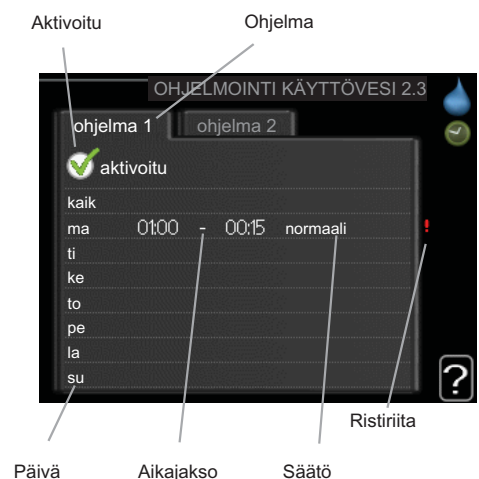 Aktivoitu Ohjelma
OHJELMOINTI KÄYTTÖVESI 2.3
ohjelma 1 ohjelma 2
aktivoitu
kaik
ma 01:00 - 00:15 normaali !
ti
ke
to
pe
la
su
?
Ristiriita
Päivä Aikajakso Säätö